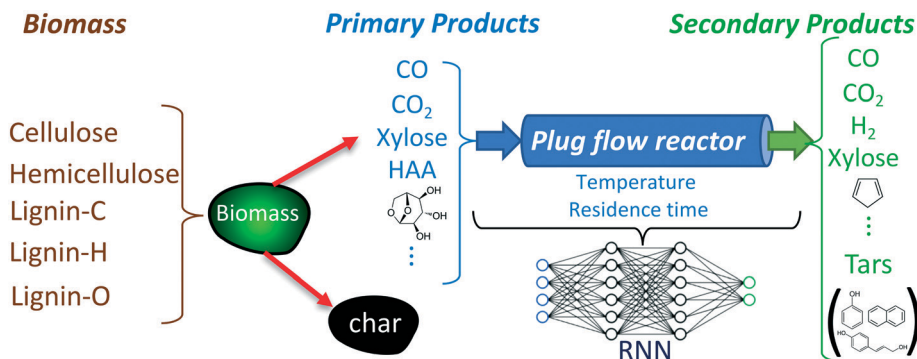 Biomass
Primary Products
Secondary Products
Cellulose
Hemicellulose
Lignin-C
Lignin-H
Lignin-O
Biomass
char
CO
CO₂
Xylose
HAA
OH
O
O
OH
OH
Plug flow reactor
Temperature
Residence time
RNN
CO
CO₂
H₂
Xylose
Tars
OH
HO
OH